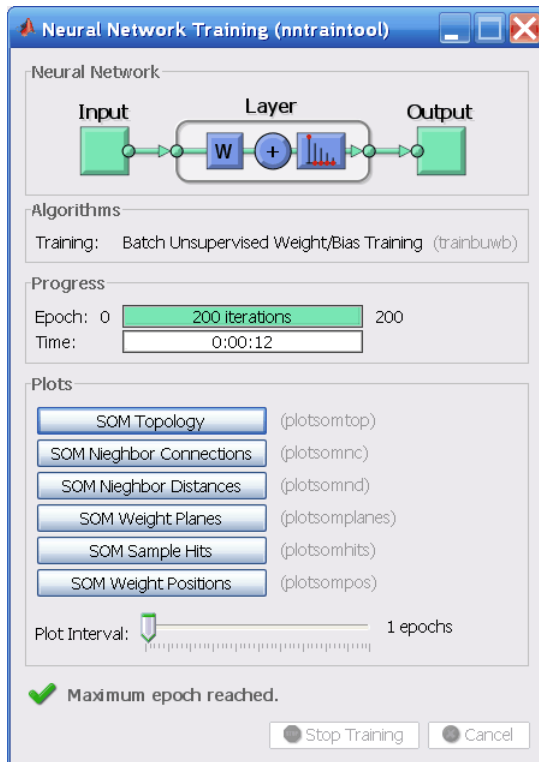 Neural Network Training (nntraintool)
Neural Network
Input Layer Output
W +
Algorithms
Training: Batch Unsupervised Weight/Bias Training (trainbuwb)
Progress
Epoch: 0 200 iterations 200
Time: 0:00:12
Plots
SOM Topology (plotsomtop)
SOM Nieghbor Connections (plotsomnc)
SOM Nieghbor Distances (plotsomnd)
SOM Weight Planes (plotsomplanes)
SOM Sample Hits (plotsomhits)
SOM Weight Positions (plotsompos)
Plot Interval: 1 epochs
Maximum epoch reached.
Stop Training Cancel